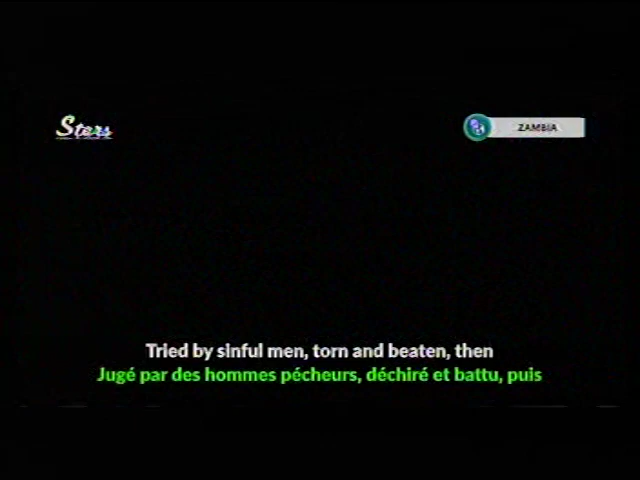 Stars
ZAMBIA
Tried by sinful men, torn and beaten, then
Jugé par des hommes pécheurs, déchiré et battu, puis